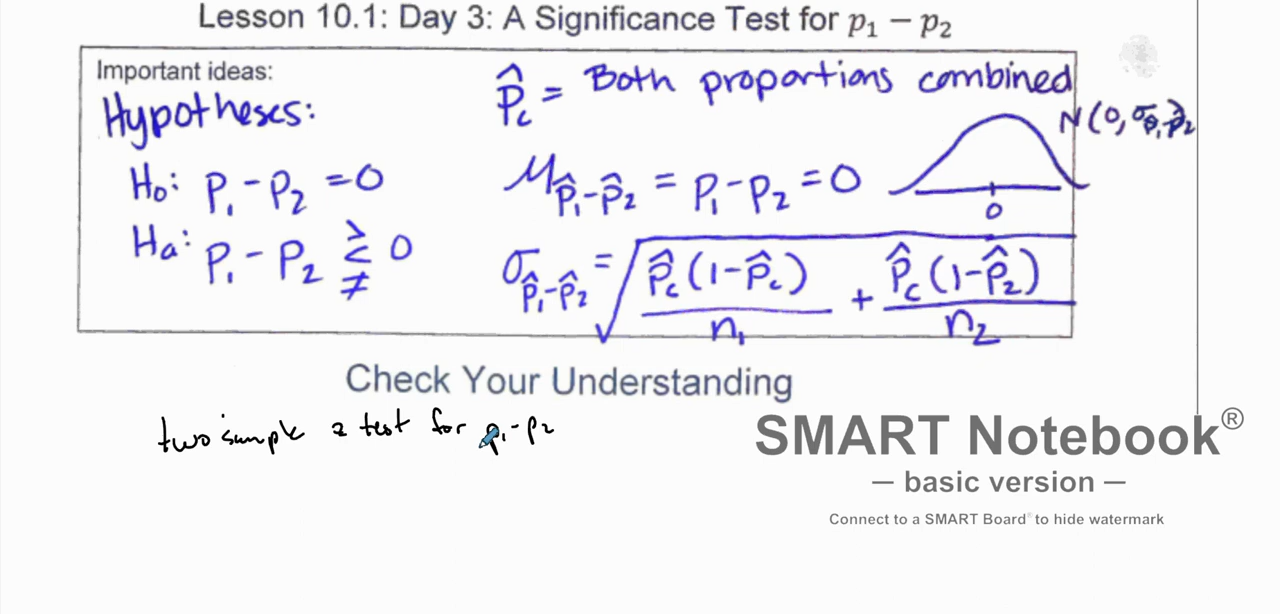 Lesson 10.1: Day 3: A Significance Test for p₁ − p₂
Important ideas:
Hypotheses:
H₀: P₁ - P₂ = 0
Hₐ: P₁ - P₂ ≷ ≠ 0
P̂c = Both proportions combined
μ p̂₁-p̂₂ = P₁ - P₂ = 0
N(0, σp̂₁-p̂₂
0
σ p̂₁-p̂₂ = √ P̂c(1-P̂c)/n₁ + P̂c(1-P̂₂)/n₂
Check Your Understanding
two sample z test for p₁-p₂
SMART Notebook®
— basic version —
Connect to a SMART Board® to hide watermark